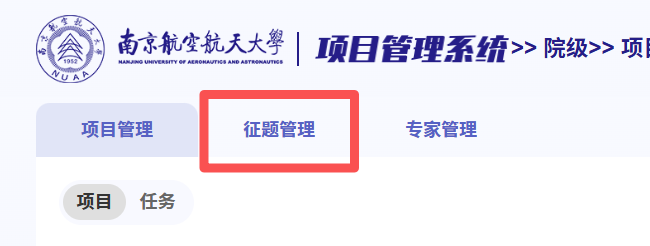 南京航空航天大學
NANJING UNIVERSITY OF AERONAUTICS AND ASTRONAUTICS
1952
NUAA
项目管理系统>> 院级>> 项
项目管理 征题管理 专家管理
项目 任务